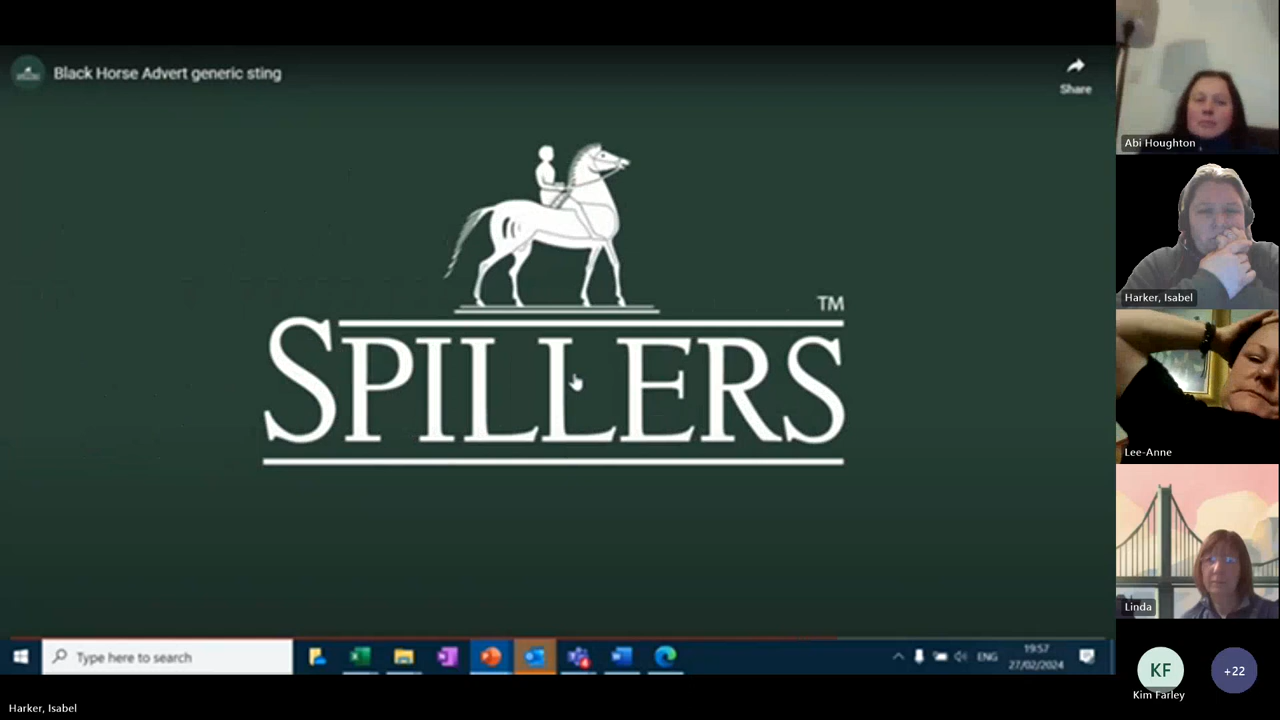 Black Horse Advert generic sting
Share
TM
SPILLERS
Type here to search
ENG
19:57
27/02/2024
Abi Houghton
Harker, Isabel
Lee-Anne
Linda
KF
+22
Kim Farley
Harker, Isabel